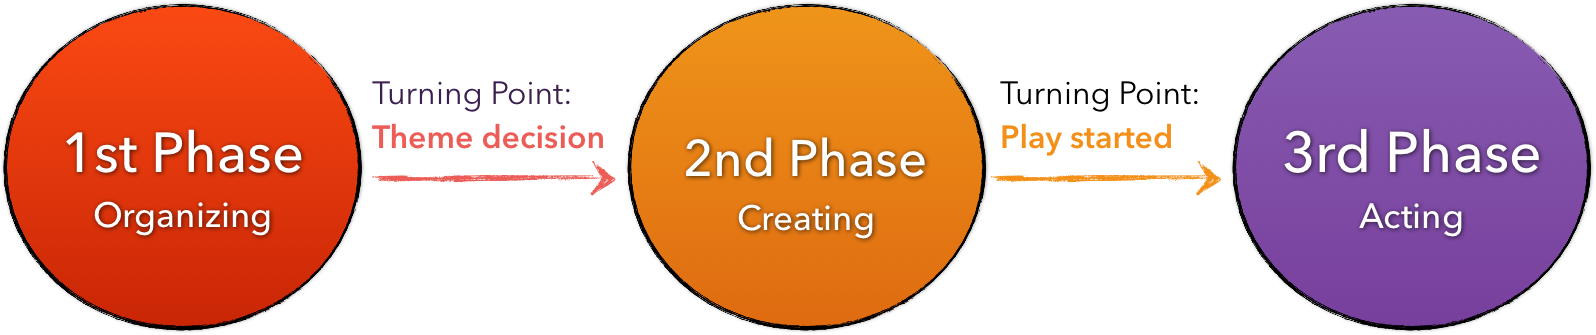 1st Phase
Organizing
Turning Point:
Theme decision
2nd Phase
Creating
Turning Point:
Play started
3rd Phase
Acting